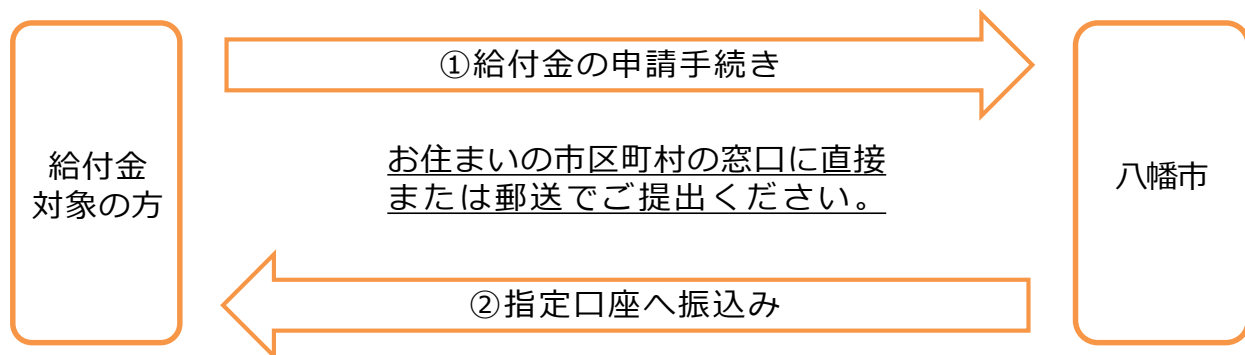 ①給付金の申請手続き
給付金
対象の方
お住まいの市区町村の窓口に直接
または郵送でご提出ください。
八幡市
②指定口座へ振込み